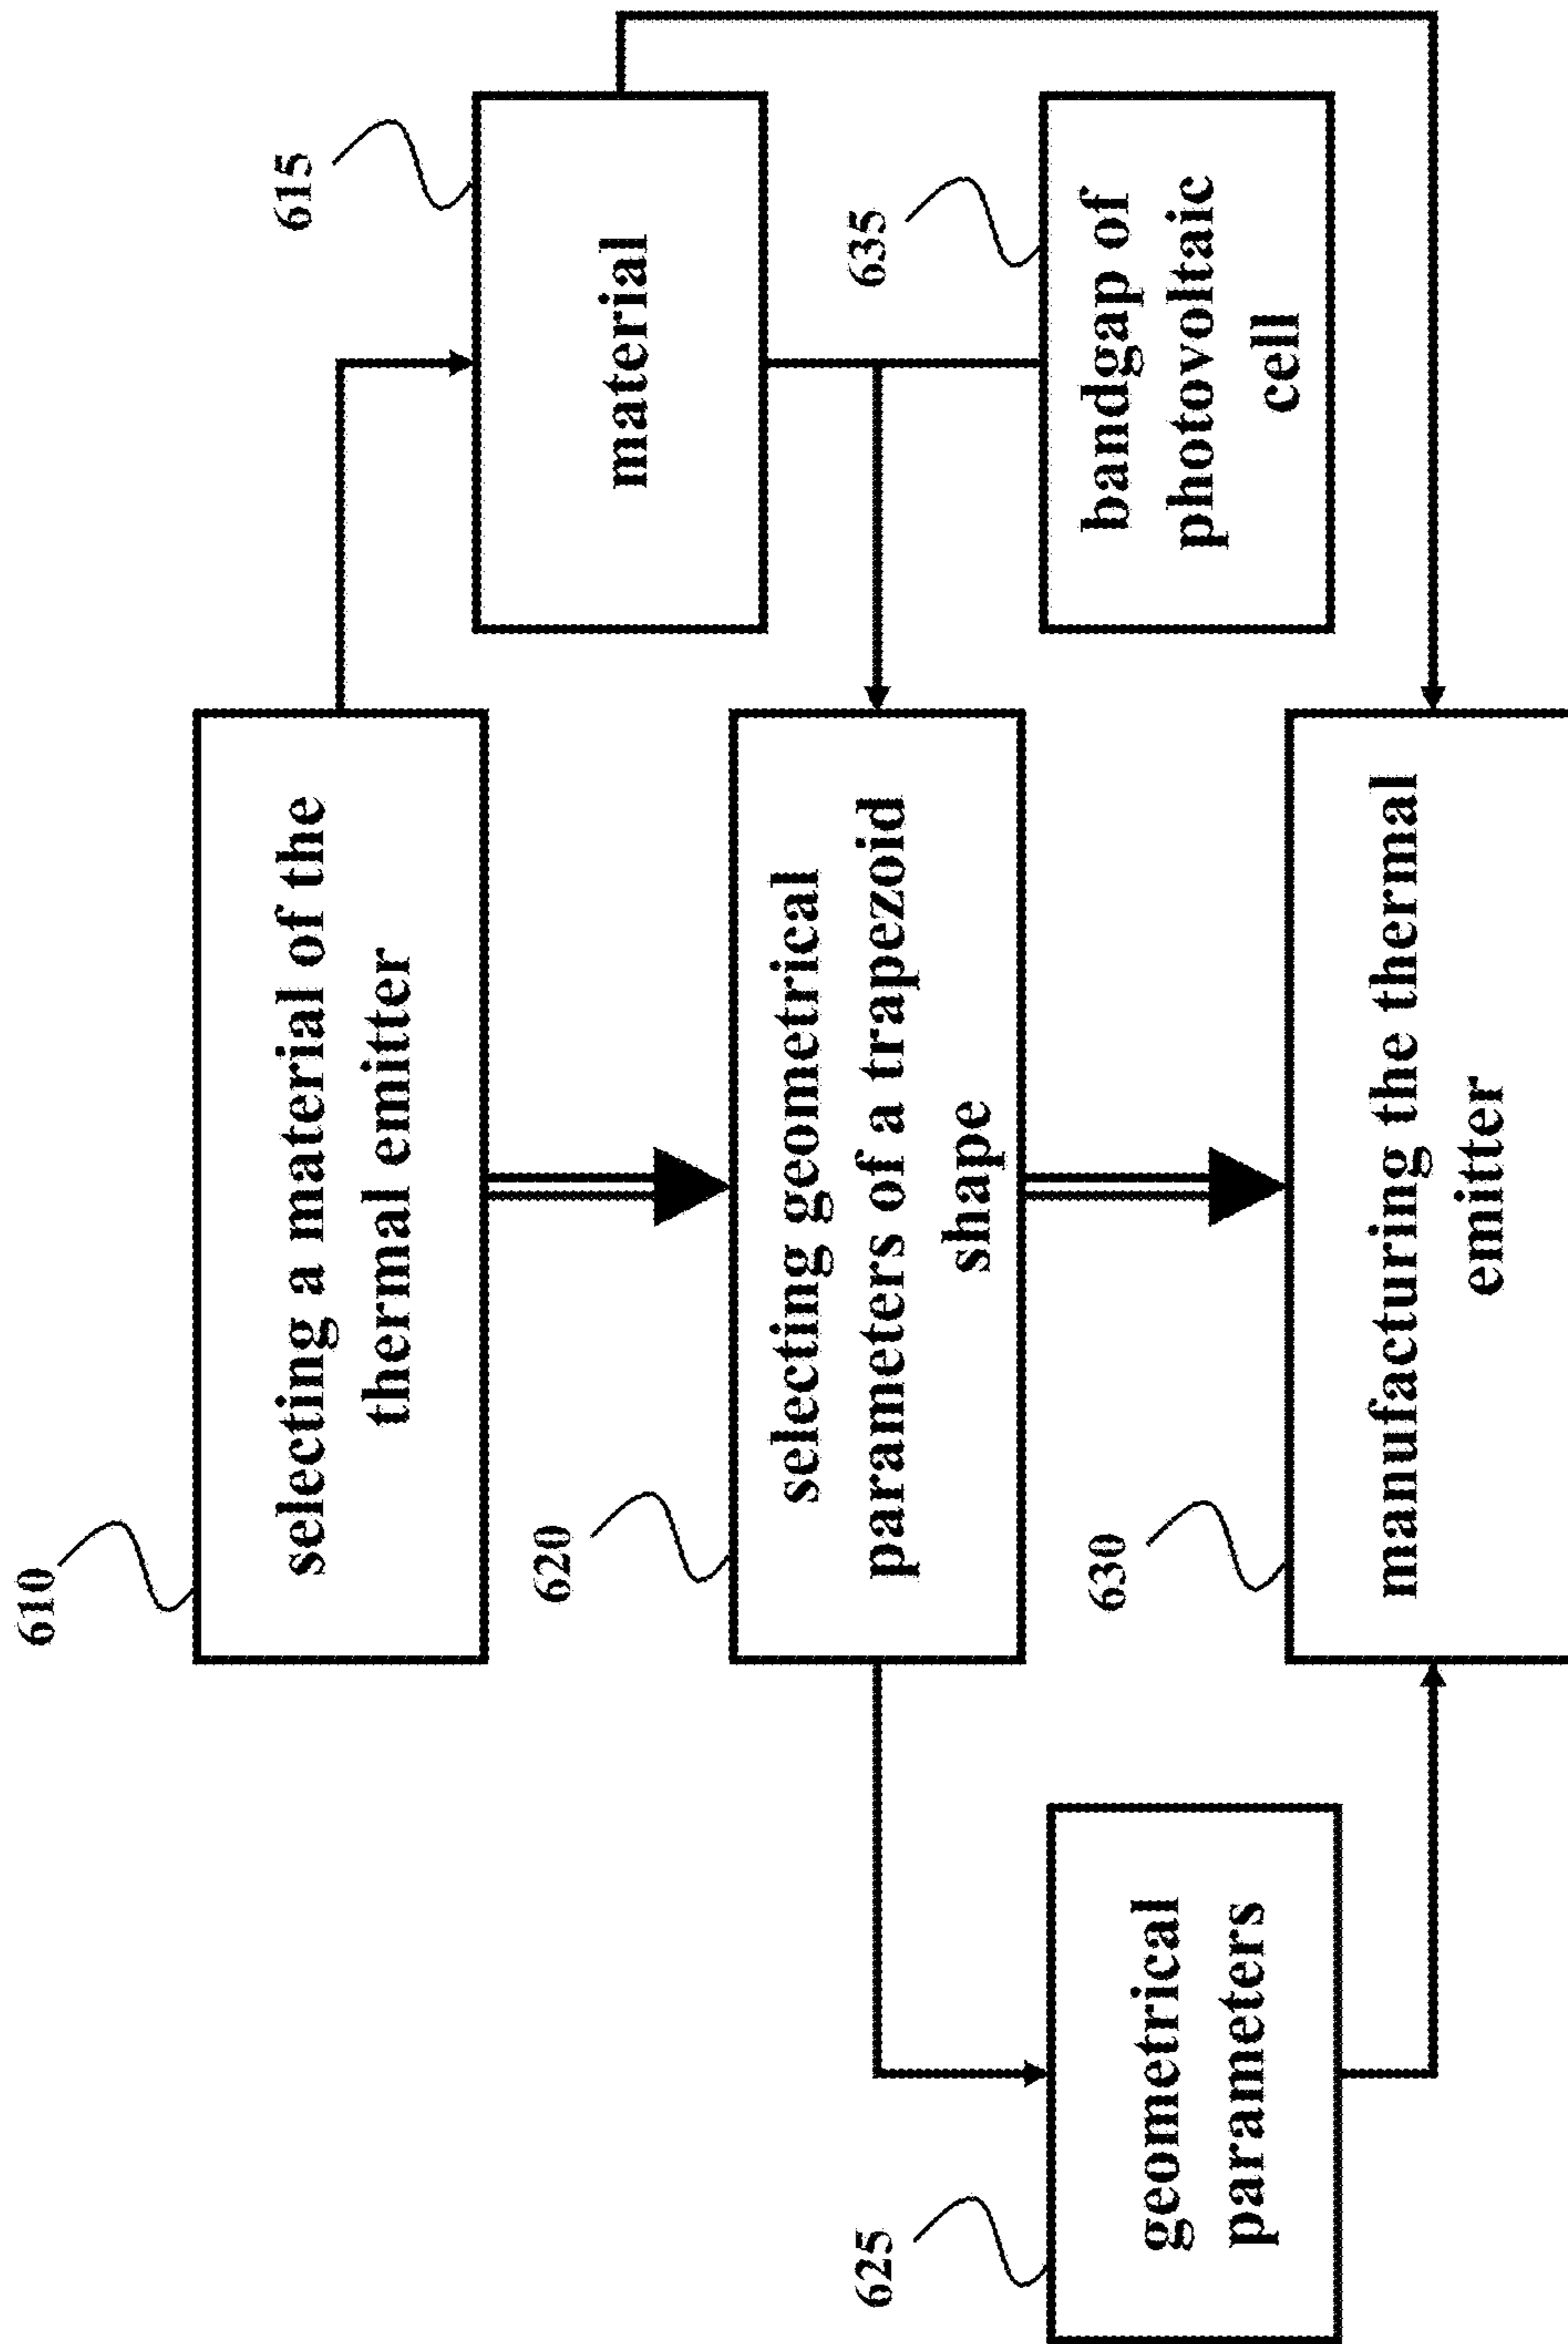 610
selecting a material of the
thermal emitter
615
material
620
selecting geometrical
parameters of a trapezoid
shape
635
bandgap of
photovoltaic
cell
625
geometrical
parameters
630
manufacturing the thermal
emitter